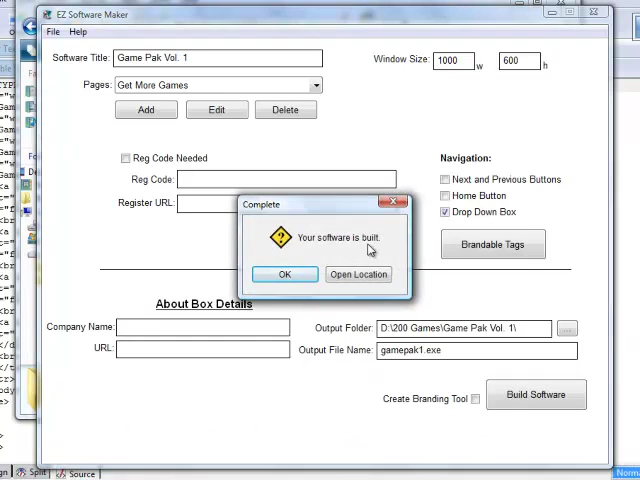 EZ Software Maker
File Help
Software Title: Game Pak Vol. 1
Window Size: 1000 w 600 h
Pages: Get More Games
Add Edit Delete
Reg Code Needed
Navigation:
Reg Code:
Next and Previous Buttons
Register URL:
Home Button
Drop Down Box
Brandable Tags
Complete
Your software is built.
OK Open Location
About Box Details
Company Name:
Output Folder: D:\200 Games\Game Pak Vol. 1\ ...
URL:
Output File Name: gamepak1.exe
Create Branding Tool
Build Software
Split Source